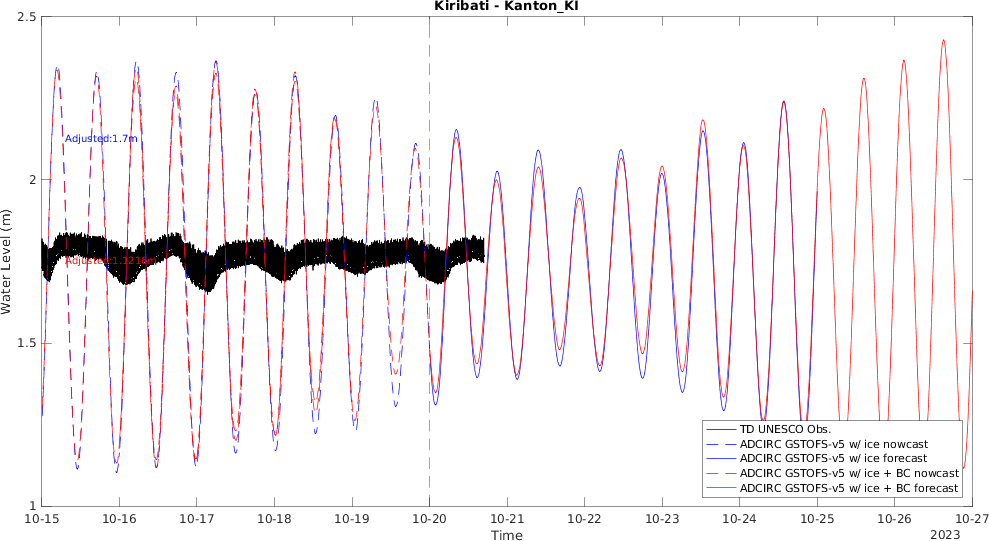 Kiribati - Kanton_KI
2.5
2
1.5
1
Water Level (m)
Adjusted:1.7m
10-15
10-16
10-17
10-18
10-19
10-20
10-21
10-22
10-23
10-24
10-25
10-26
10-27
Time
2023
TD UNESCO Obs.
ADCIRC GSTOFS-v5 w/ ice nowcast
ADCIRC GSTOFS-v5 w/ ice forecast
ADCIRC GSTOFS-v5 w/ ice + BC nowcast
ADCIRC GSTOFS-v5 w/ ice + BC forecast